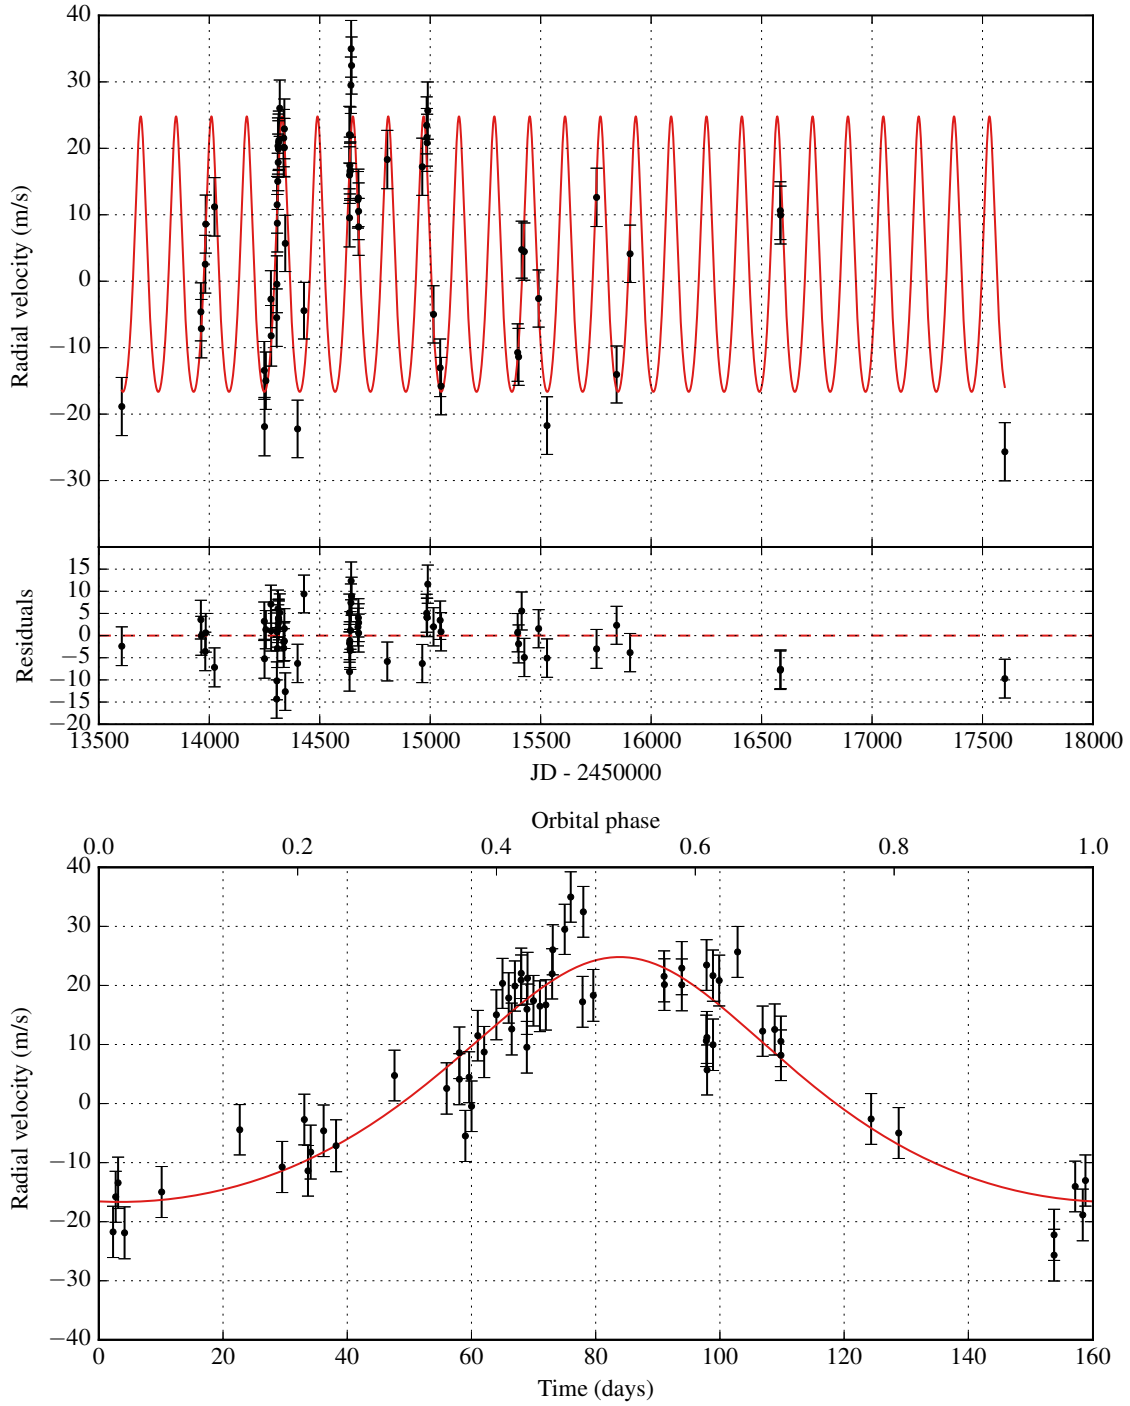 40
30
20
10
0
−10
−20
−30
Radial velocity (m/s)
15
10
5
0
−5
−10
−15
−20
Residuals
13500 14000 14500 15000 15500 16000 16500 17000 17500 18000
JD - 2450000
Orbital phase
0.0 0.2 0.4 0.6 0.8 1.0
40
30
20
10
0
−10
−20
−30
−40
Radial velocity (m/s)
0 20 40 60 80 100 120 140 160
Time (days)